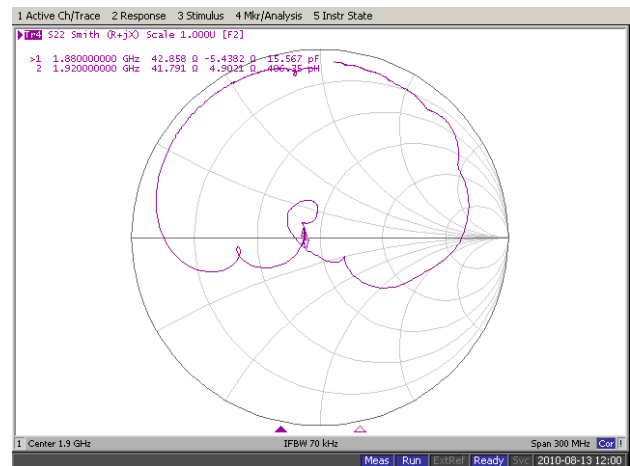 1 Active Ch/Trace 2 Response 3 Stimulus 4 Mkr/Analysis 5 Instr State
Tr4 S22 Smith (R+jX) Scale 1.000U [F2]
>1 1.880000000 GHz 42.858 Ω -5.4382 Ω 15.567 pF
2 1.920000000 GHz 41.791 Ω 4.9021 Ω 406.35 pH
1 Center 1.9 GHz IFBW 70 kHz Span 300 MHz Cor !
Meas Run ExtRef Ready Svc 2010-08-13 12:00